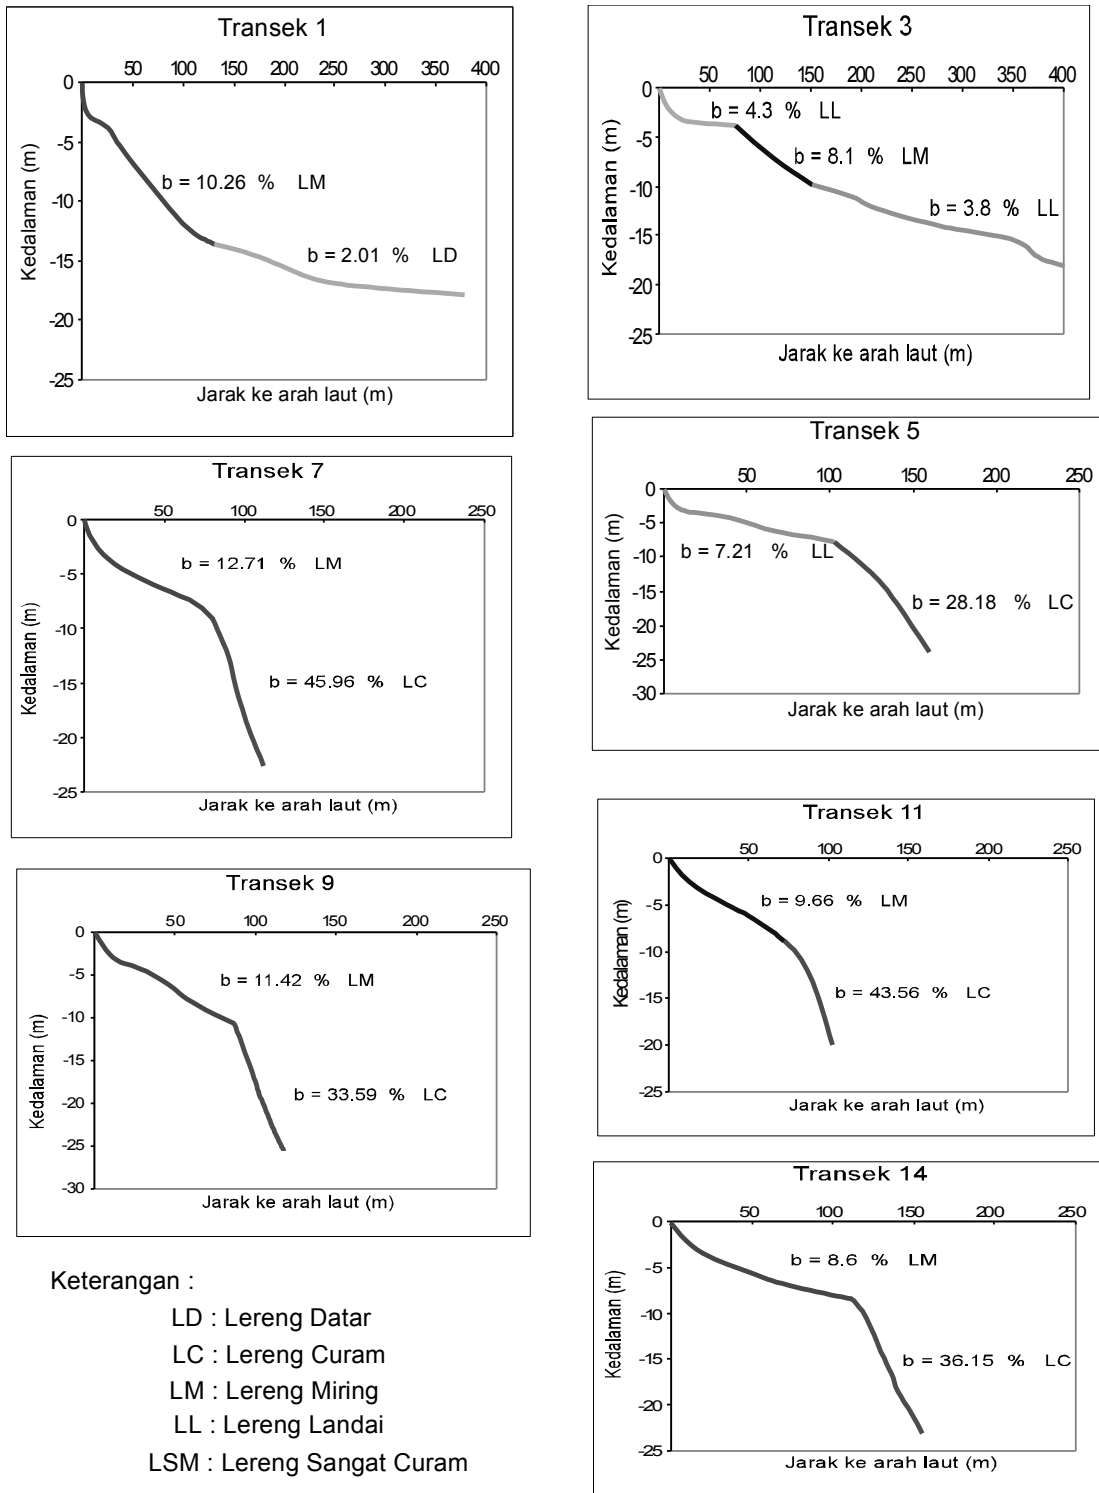 Transek 1
50 100 150 200 250 300 350 400
0
-5
-10
-15
-20
-25
Kedalaman (m)
b = 10.26 % LM
b = 2.01 % LD
Jarak ke arah laut (m)
Transek 3
50 100 150 200 250 300 350 400
0
-5
-10
-15
-20
-25
Kedalaman (m)
b = 4.3 % LL
b = 8.1 % LM
b = 3.8 % LL
Jarak ke arah laut (m)
Transek 7
50 100 150 200 250
0
-5
-10
-15
-20
-25
Kedalaman (m)
b = 12.71 % LM
b = 45.96 % LC
Jarak ke arah laut (m)
Transek 5
50 100 150 200 250
0
-5
-10
-15
-20
-25
-30
Kedalaman (m)
b = 7.21 % LL
b = 28.18 % LC
Jarak ke arah laut (m)
Transek 9
50 100 150 200 250
0
-5
-10
-15
-20
-25
-30
Kedalaman (m)
b = 11.42 % LM
b = 33.59 % LC
Jarak ke arah laut (m)
Transek 11
50 100 150 200 250
0
-5
-10
-15
-20
-25
Kedalaman (m)
b = 9.66 % LM
b = 43.56 % LC
Jarak ke arah laut (m)
Transek 14
50 100 150 200 250
0
-5
-10
-15
-20
-25
Kedalaman (m)
b = 8.6 % LM
b = 36.15 % LC
Jarak ke arah laut (m)
Keterangan :
LD : Lereng Datar
LC : Lereng Curam
LM : Lereng Miring
LL : Lereng Landai
LSM : Lereng Sangat Curam